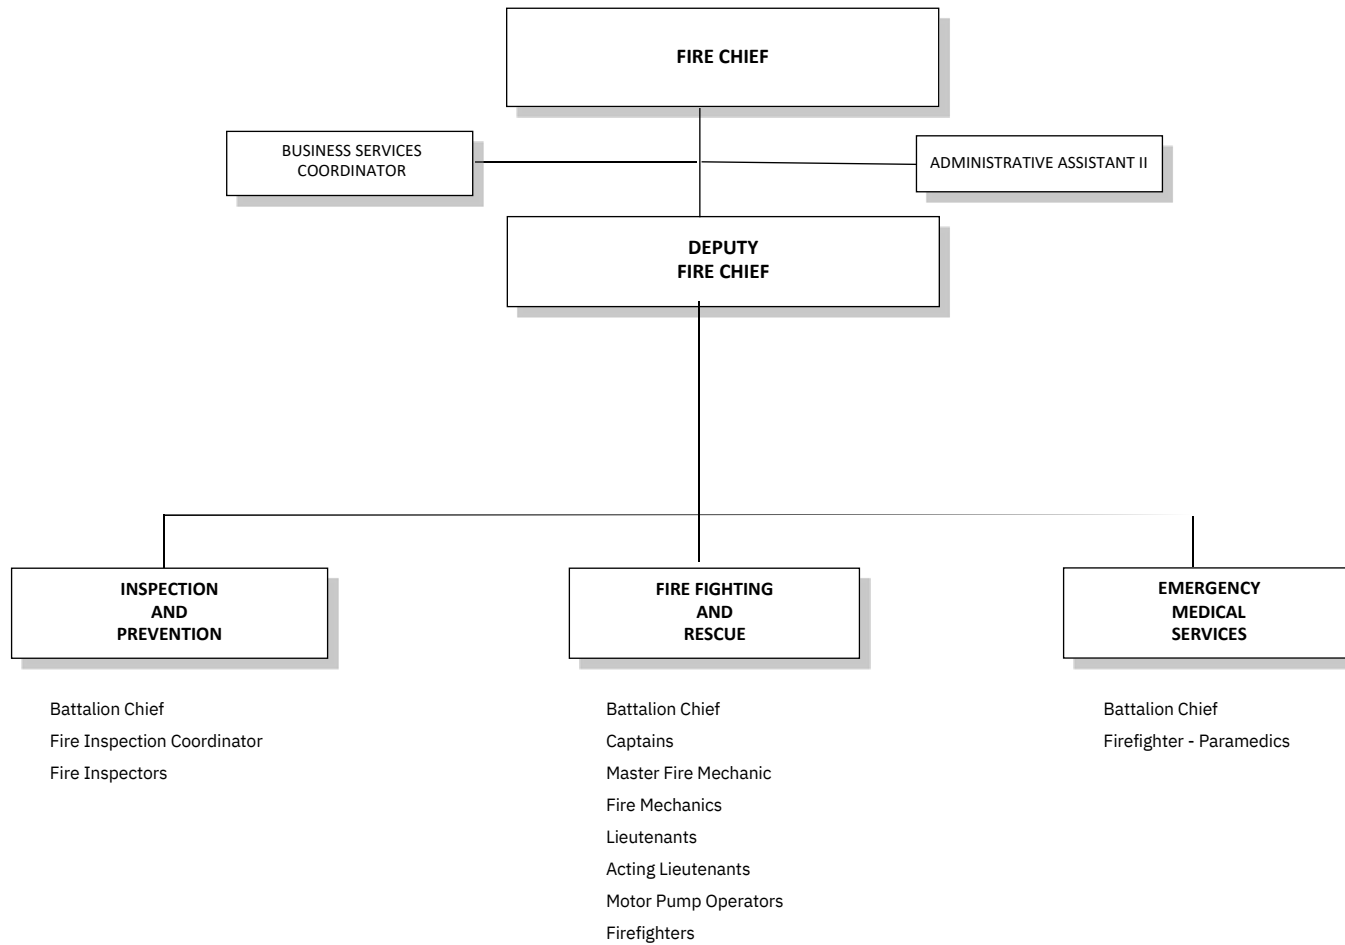 FIRE CHIEF
BUSINESS SERVICES
COORDINATOR
ADMINISTRATIVE ASSISTANT II
DEPUTY
FIRE CHIEF
INSPECTION
AND
PREVENTION
FIRE FIGHTING
AND
RESCUE
EMERGENCY
MEDICAL
SERVICES
Battalion Chief
Fire Inspection Coordinator
Fire Inspectors
Battalion Chief
Captains
Master Fire Mechanic
Fire Mechanics
Lieutenants
Acting Lieutenants
Motor Pump Operators
Firefighters
Battalion Chief
Firefighter - Paramedics